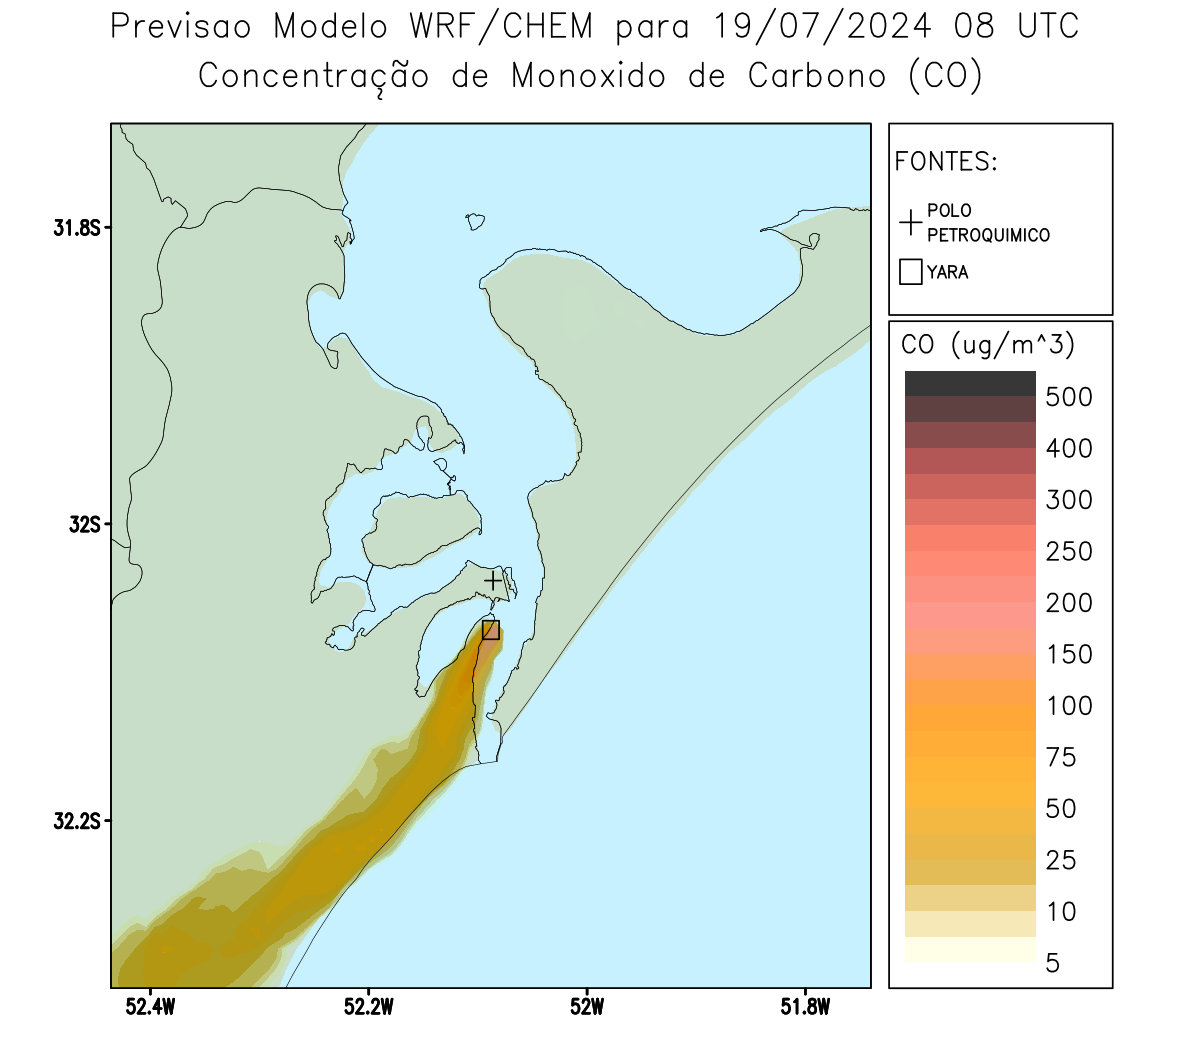 Previsao Modelo WRF/CHEM para 19/07/2024 08 UTC
Concentração de Monoxido de Carbono (CO)
FONTES:
POLO
PETROQUIMICO
YARA
CO (ug/m^3)
500
400
300
250
200
150
100
75
50
25
10
5
31.8S
32S
32.2S
52.4W
52.2W
52W
51.8W